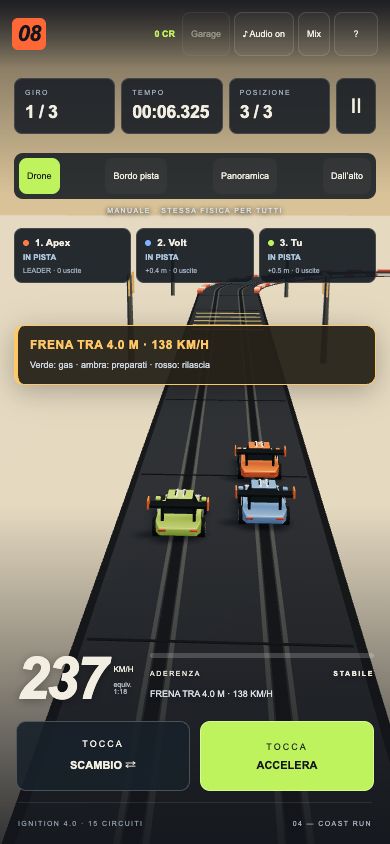 08
0 CR
Garage
♪ Audio on
Mix
?
GIRO
1 / 3
TEMPO
00:06.325
POSIZIONE
3 / 3
Drone
Bordo pista
Panoramica
Dall'alto
MANUALE · STESSA FISICA PER TUTTI
1. Apex
IN PISTA
LEADER · 0 uscite
2. Volt
IN PISTA
+0.4 m · 0 uscite
3. Tu
IN PISTA
+0.5 m · 0 uscite
FRENA TRA 4.0 M · 138 KM/H
Verde: gas · ambra: preparati · rosso: rilascia
237 KM/H
equiv. 1:18
ADERENZA
STABILE
FRENA TRA 4.0 M · 138 KM/H
TOCCA
SCAMBIO ⇄
TOCCA
ACCELERA
IGNITION 4.0 · 15 CIRCUITI
04 — COAST RUN